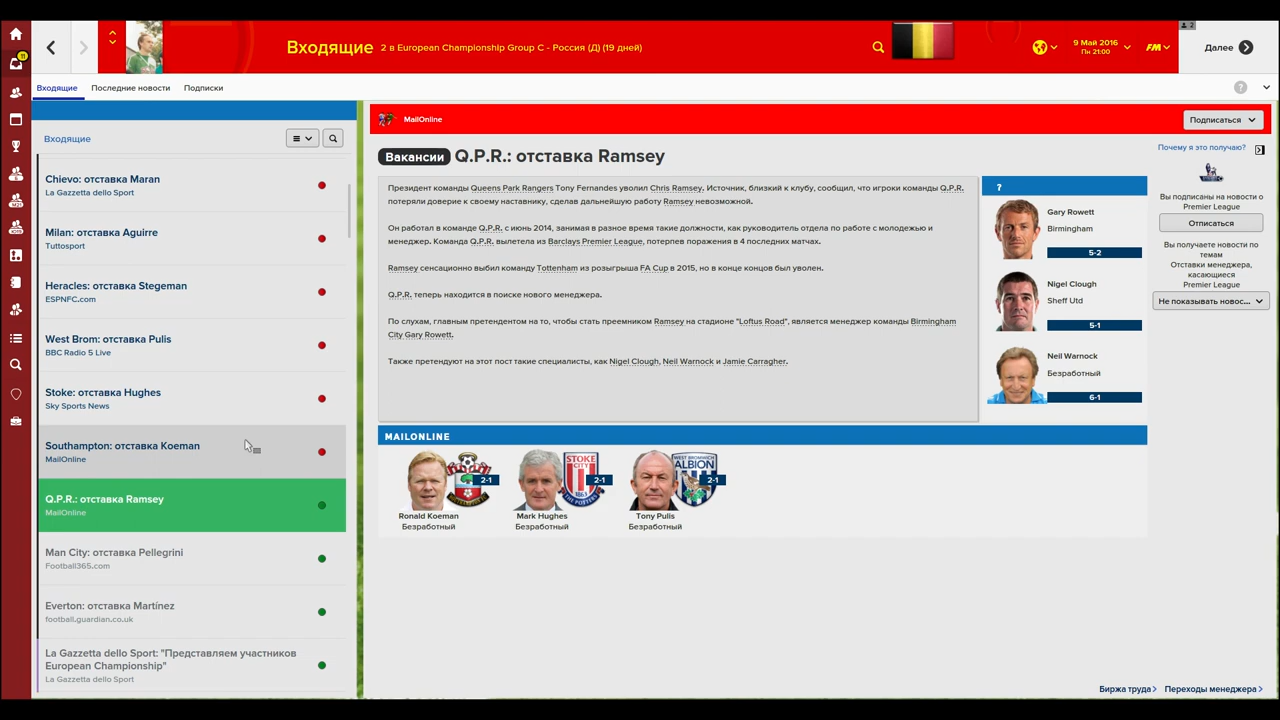 Входящие
2 в European Championship Group C - Россия (Д) (19 дней)
9 Май 2016
Пн 21:00
FM
2
Далее
Входящие
Последние новости
Подписки
?
Входящие
Chievo: отставка Maran
La Gazzetta dello Sport
Milan: отставка Aguirre
Tuttosport
Heracles: отставка Stegeman
ESPNFC.com
West Brom: отставка Pulis
BBC Radio 5 Live
Stoke: отставка Hughes
Sky Sports News
Southampton: отставка Koeman
MailOnline
Q.P.R.: отставка Ramsey
MailOnline
Man City: отставка Pellegrini
Football365.com
Everton: отставка Martínez
football.guardian.co.uk
La Gazzetta dello Sport: "Представляем участников
European Championship"
La Gazzetta dello Sport
MailOnline
Подписаться
Вакансии Q.P.R.: отставка Ramsey
Президент команды Queens Park Rangers Tony Fernandes уволил Chris Ramsey. Источник, близкий к клубу, сообщил, что игроки команды Q.P.R.
потеряли доверие к своему наставнику, сделав дальнейшую работу Ramsey невозможной.
Он работал в команде Q.P.R. с июнь 2014, занимая в разное время такие должности, как руководитель отдела по работе с молодежью и
менеджер. Команда Q.P.R. вылетела из Barclays Premier League, потерпев поражения в 4 последних матчах.
Ramsey сенсационно выбил команду Tottenham из розыгрыша FA Cup в 2015, но в конце концов был уволен.
Q.P.R. теперь находится в поиске нового менеджера.
По слухам, главным претендентом на то, чтобы стать преемником Ramsey на стадионе "Loftus Road", является менеджер команды Birmingham
City Gary Rowett.
Также претендуют на этот пост такие специалисты, как Nigel Clough, Neil Warnock и Jamie Carragher.
?
Gary Rowett
Birmingham
5-2
Nigel Clough
Sheff Utd
5-1
Neil Warnock
Безработный
6-1
MAILONLINE
2-1
Ronald Koeman
Безработный
2-1
Mark Hughes
Безработный
2-1
Tony Pulis
Безработный
Почему я это получаю?
Вы подписаны на новости о
Premier League
Отписаться
Вы получаете новости по
темам
Отставки менеджера,
касающиеся
Premier League
Не показывать новос...
Биржа труда
Переходы менеджера